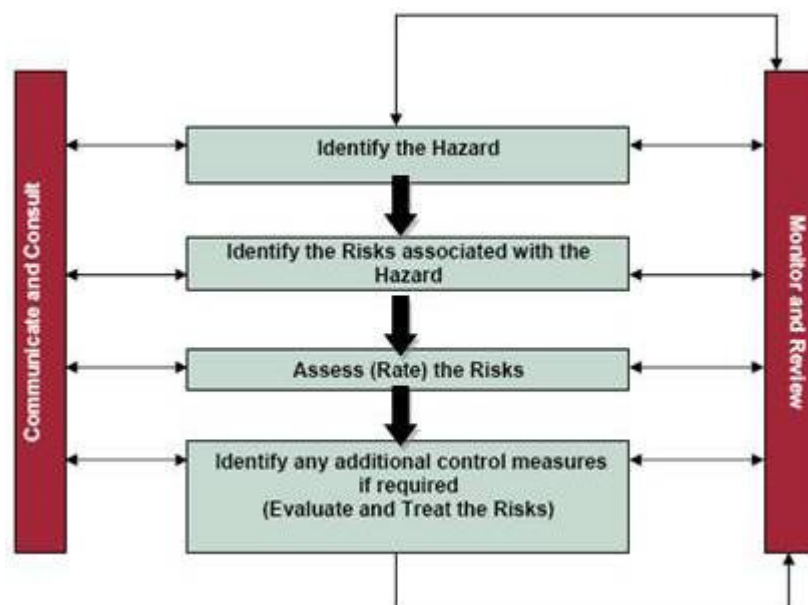 Communicate and Consult
Identify the Hazard
Identify the Risks associated with the
Hazard
Assess (Rate) the Risks
Identify any additional control measures
if required
(Evaluate and Treat the Risks)
Monitor and Review